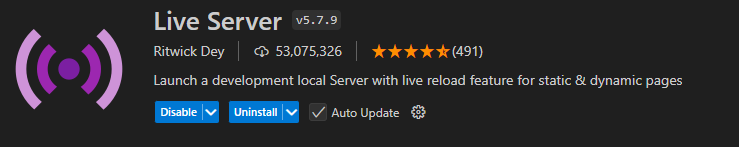 Live Server v5.7.9
Ritwick Dey 53,075,326 (491)
Launch a development local Server with live reload feature for static & dynamic pages
Disable Uninstall Auto Update